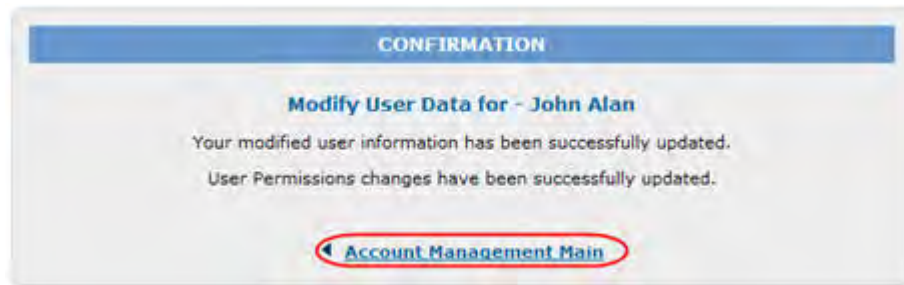 CONFIRMATION
Modify User Data for - John Alan
Your modified user information has been successfully updated.
User Permissions changes have been successfully updated.
Account Management Main